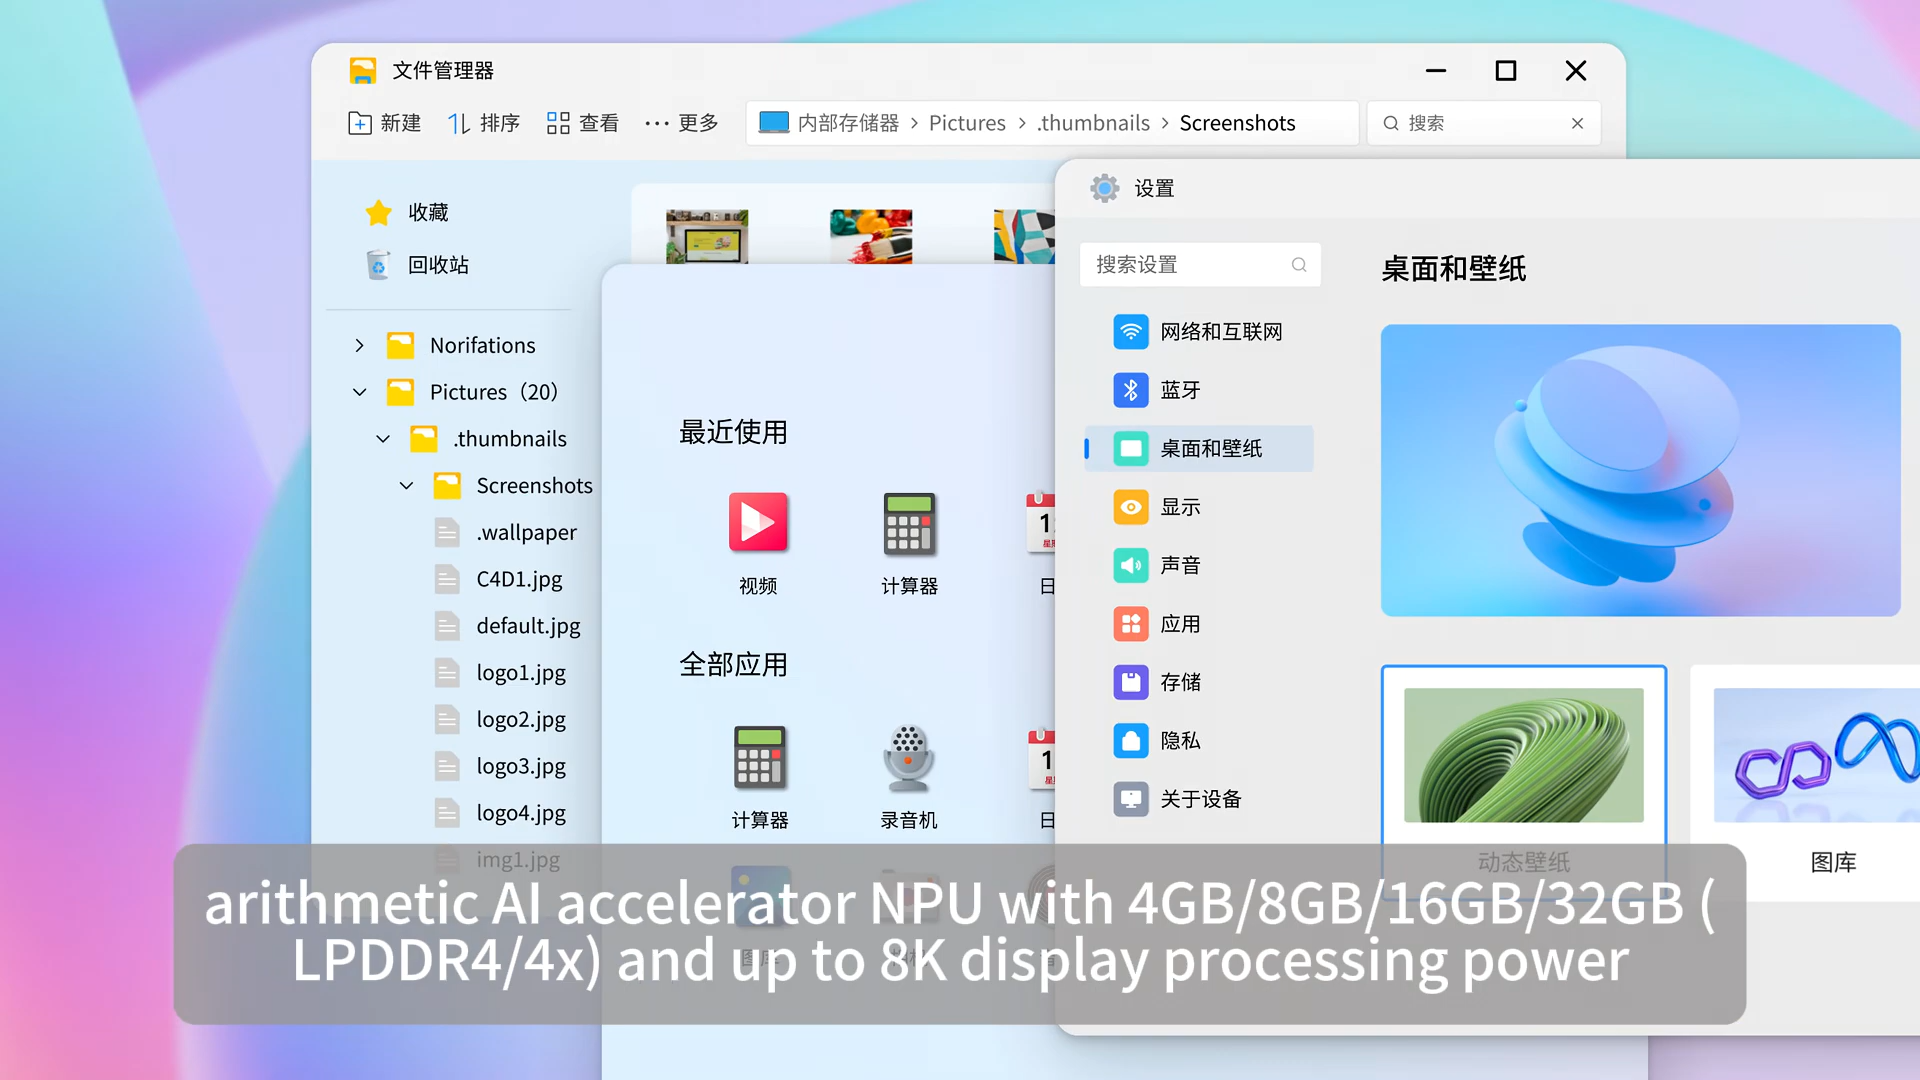 文件管理器
新建
排序
查看
更多
内部存储器 > Pictures > .thumbnails > Screenshots
搜索
收藏
回收站
Norifations
Pictures（20）
.thumbnails
Screenshots
.wallpaper
C4D1.jpg
default.jpg
logo1.jpg
logo2.jpg
logo3.jpg
logo4.jpg
img1.jpg
最近使用
视频
计算器
日
全部应用
计算器
录音机
日
设置
搜索设置
网络和互联网
蓝牙
桌面和壁纸
显示
声音
应用
存储
隐私
关于设备
桌面和壁纸
动态壁纸
图库
arithmetic AI accelerator NPU with 4GB/8GB/16GB/32GB (
LPDDR4/4x) and up to 8K display processing power